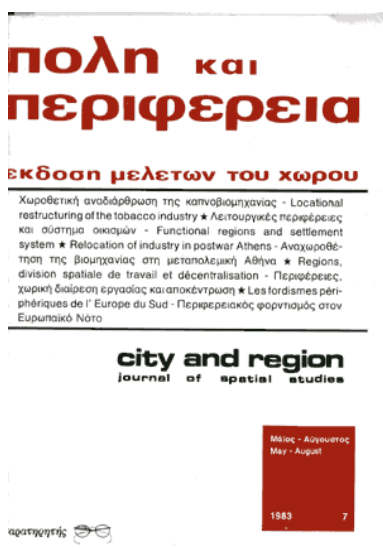 πολη και
περιφερεια
εκδοση μελετων του χωρου
Χωροθετική αναδιάρθρωση της καπνοβιομηχανίας - Locational
restructuring of the tobacco industry ★ Λειτουργικές περιφέρειες
και σύστημα οικισμών - Functional regions and settlement
system ★ Relocation of industry in postwar Athens - Αναχωροθέ-
τηση της βιομηχανίας στη μεταπολεμική Αθήνα ★ Regions,
division spatiale de travail et décentralisation - Περιφέρειες,
χωρική διαίρεση εργασίας και αποκέντρωση ★ Les fordismes péri-
phériques de l' Europe du Sud - Περιφερειακός φορντισμός στον
Ευρωπαϊκό Νότο
city and region
journal of spatial studies
Μάϊος - Αύγουστος
May - August
1983 7
αρατηρητής